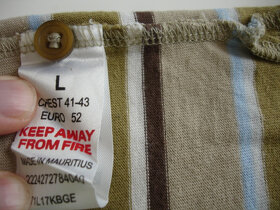 L
CHEST 41-43
EURO 52
KEEP AWAY
FROM FIRE
MADE IN MAURITIUS